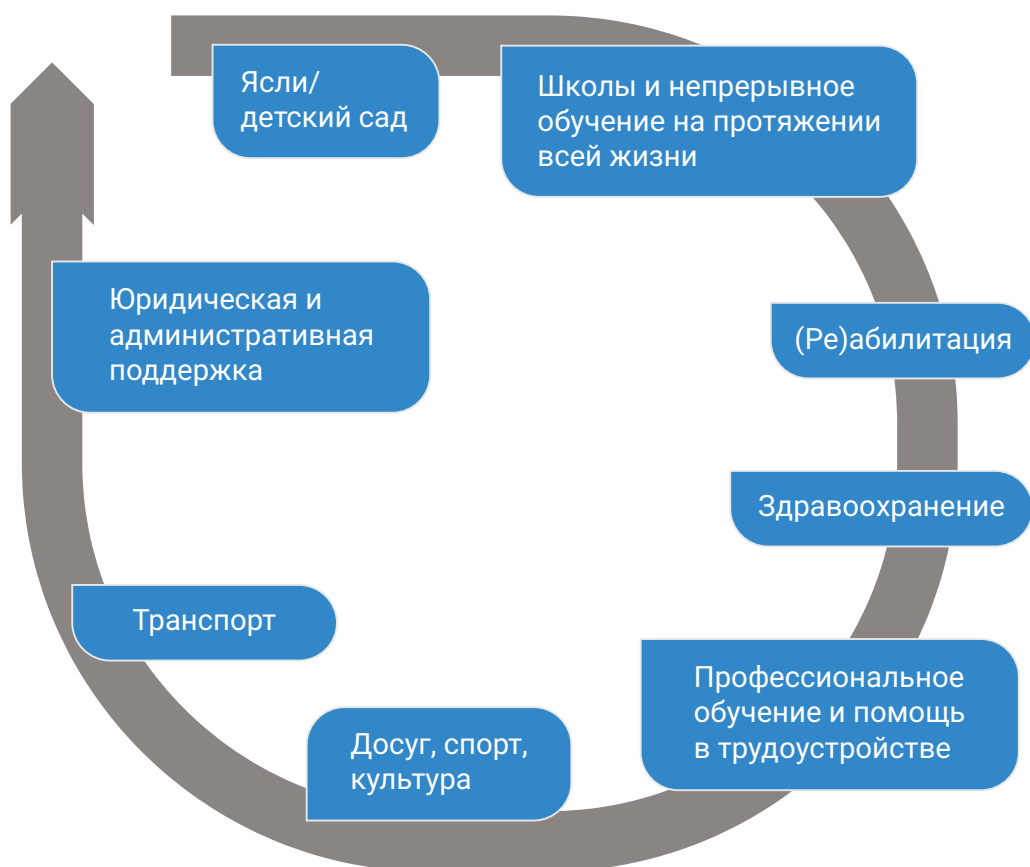 Ясли/
детский сад
Школы и непрерывное
обучение на протяжении
всей жизни
(Ре)абилитация
Здравоохранение
Профессиональное
обучение и помощь
в трудоустройстве
Досуг, спорт,
культура
Транспорт
Юридическая и
административная
поддержка